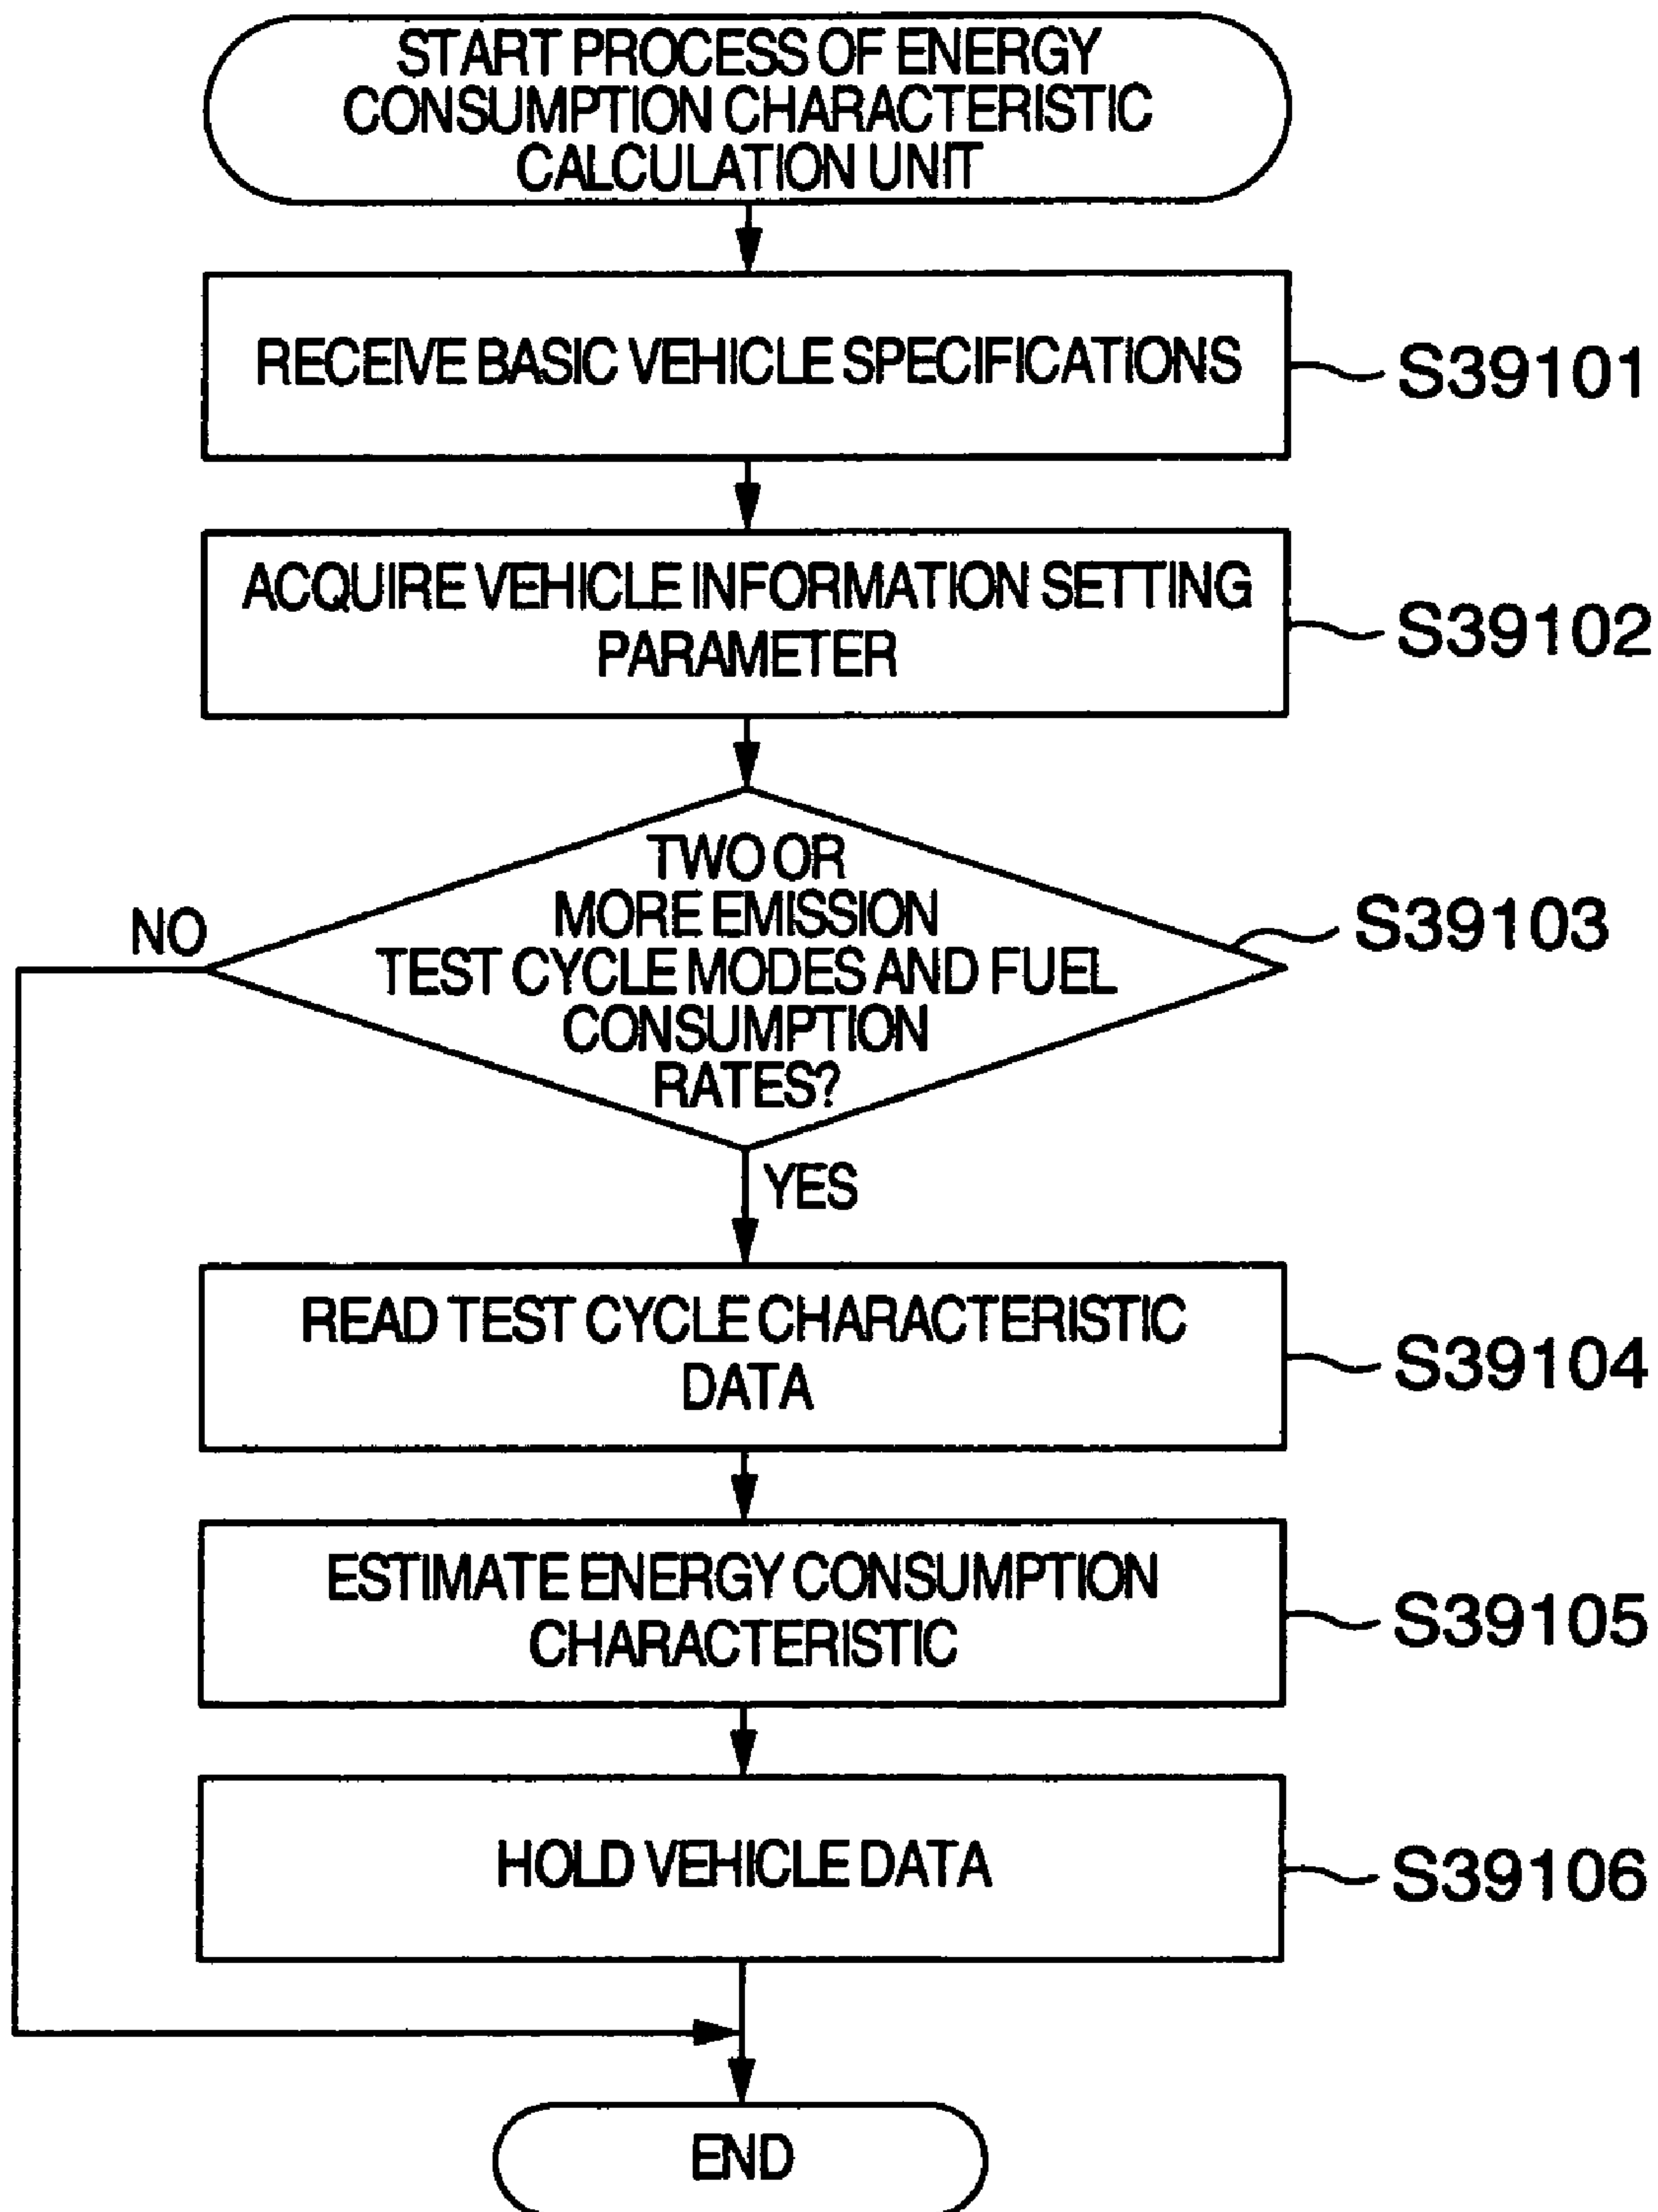 START PROCESS OF ENERGY
CONSUMPTION CHARACTERISTIC
CALCULATION UNIT
RECEIVE BASIC VEHICLE SPECIFICATIONS
S39101
ACQUIRE VEHICLE INFORMATION SETTING
PARAMETER
S39102
TWO OR
MORE EMISSION
TEST CYCLE MODES AND FUEL
CONSUMPTION
RATES?
S39103
NO
YES
READ TEST CYCLE CHARACTERISTIC
DATA
S39104
ESTIMATE ENERGY CONSUMPTION
CHARACTERISTIC
S39105
HOLD VEHICLE DATA
S39106
END